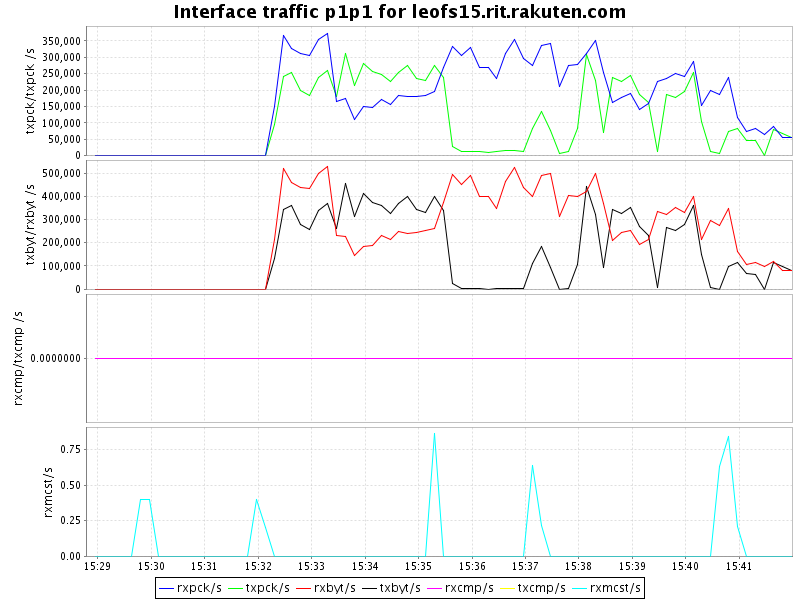 Interface traffic p1p1 for leofs15.rit.rakuten.com
txpck/txpck /s
350,000
300,000
250,000
200,000
150,000
100,000
50,000
0
txbyt/rxbyt /s
500,000
400,000
300,000
200,000
100,000
0
rxcmp/txcmp /s
0.0000000
rxmcst/s
0.75
0.50
0.25
0.00
15:29 15:30 15:31 15:32 15:33 15:34 15:35 15:36 15:37 15:38 15:39 15:40 15:41
rxpck/s txpck/s rxbyt/s txbyt/s rxcmp/s txcmp/s rxmcst/s